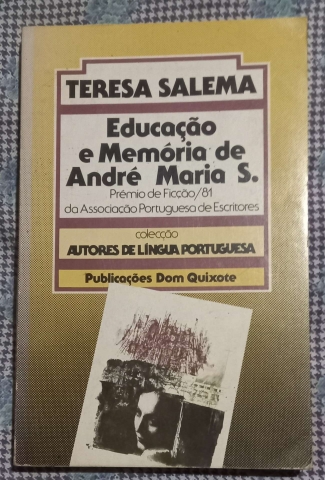 TERESA SALEMA
Educação
e Memória de
André Maria S.
Prémio de Ficção/81
da Associação Portuguesa de Escritores
colecção
AUTORES DE LÍNGUA PORTUGUESA
Publicações Dom Quixote